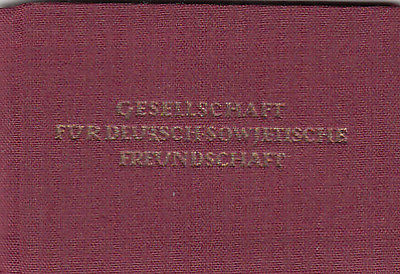 GESELLSCHAFT
FÜR DEUTSCH-SOWJETISCHE
FREUNDSCHAFT